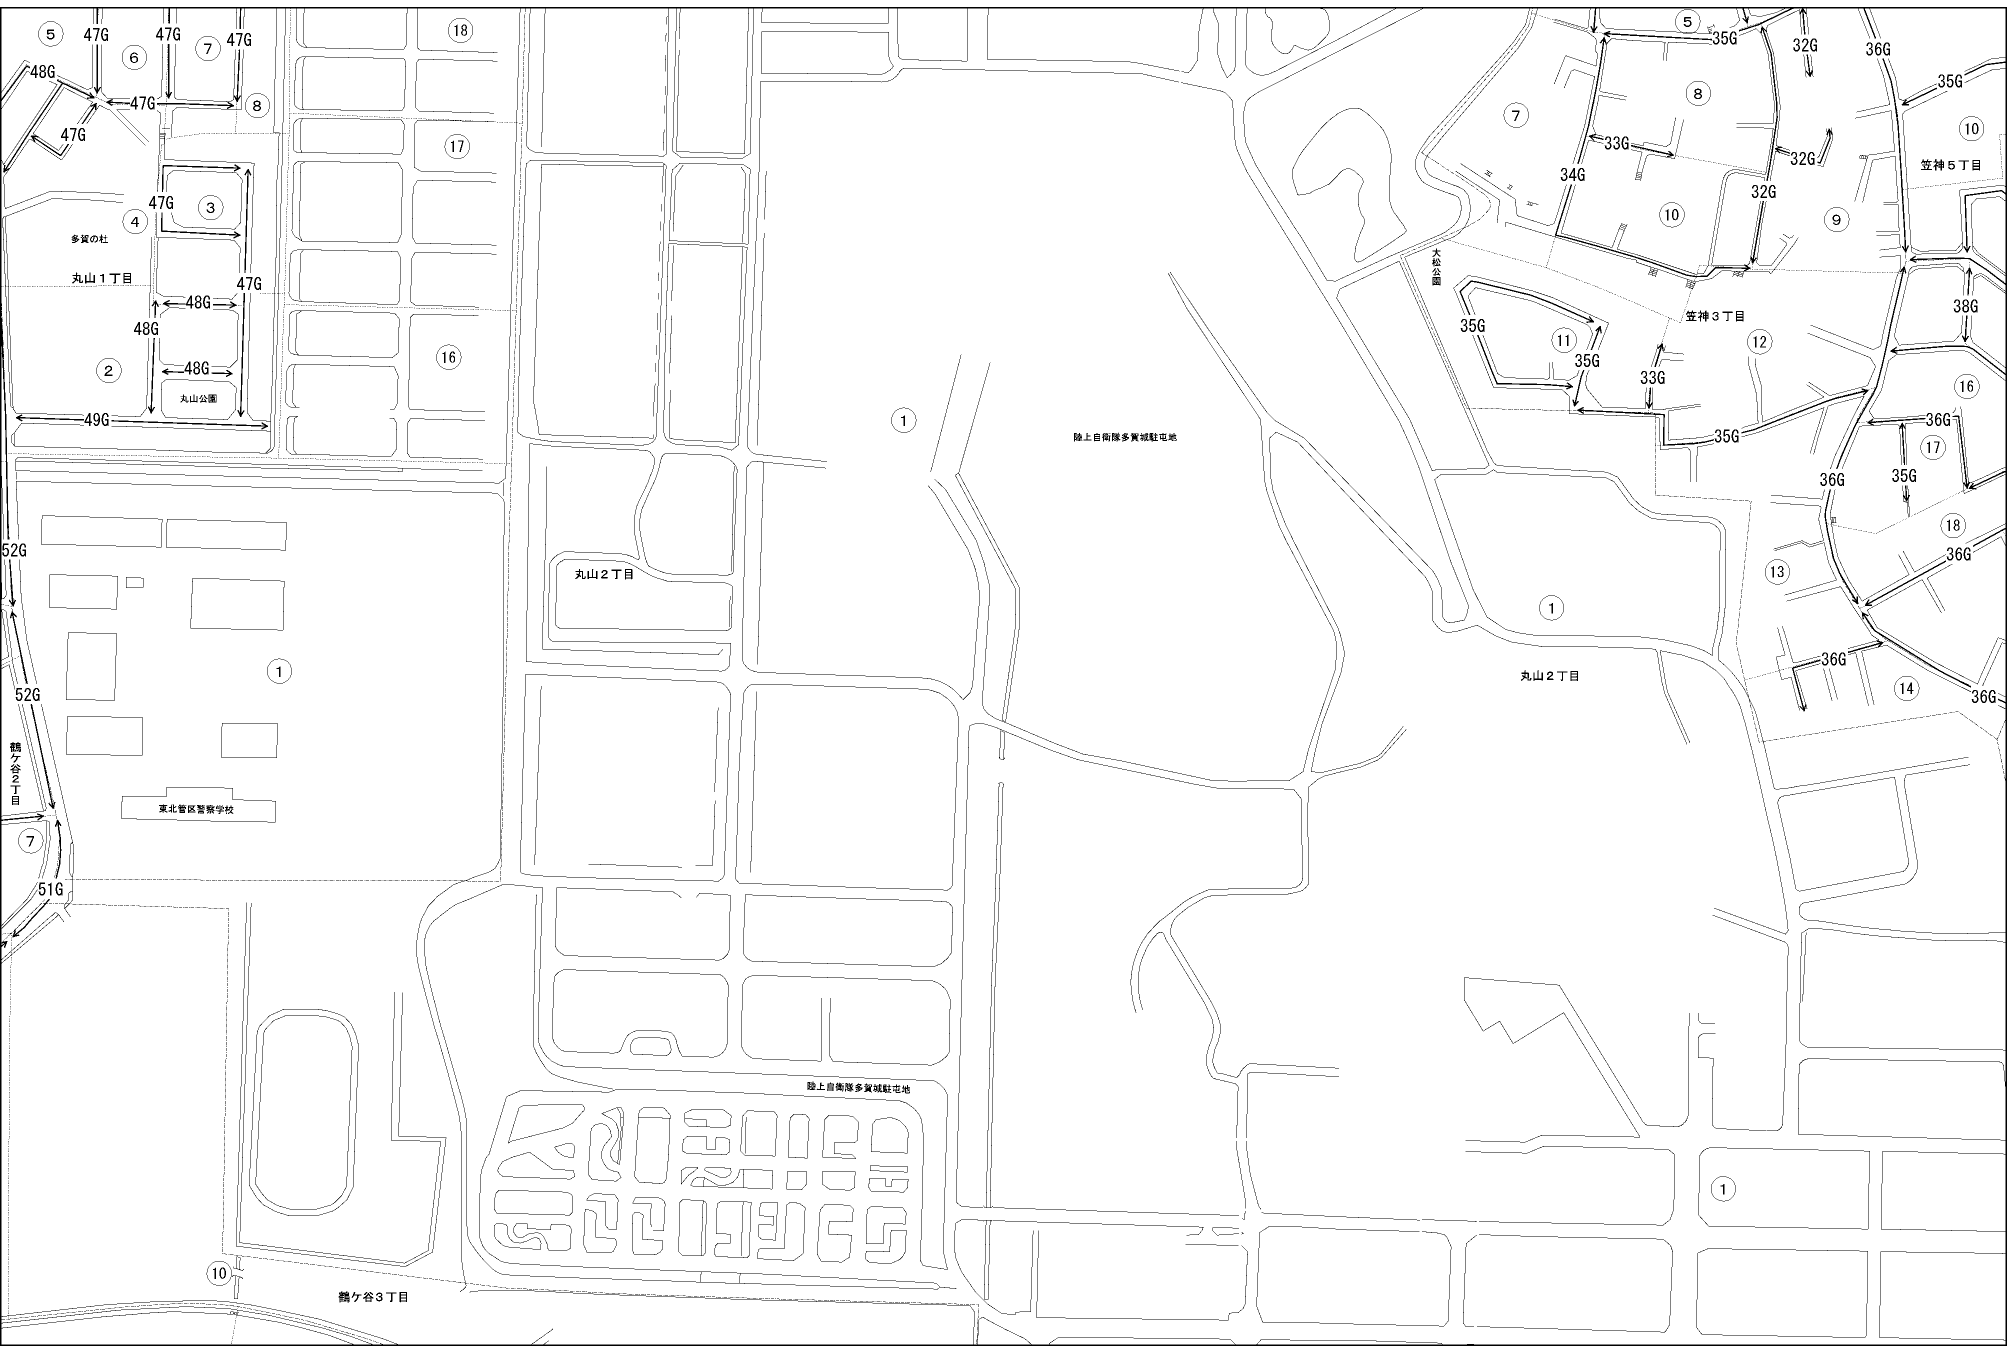 5
47G
47G
7
47G
18
6
48G
47G
8
47G
17
3
47G
4
多賀の杜
丸山1丁目
47G
48G
48G
16
2
48G
丸山公園
49G
52G
52G
1
鶴ケ谷2丁目
東北管区警察学校
7
51G
10
鶴ケ谷3丁目
丸山2丁目
1
陸上自衛隊多賀城駐屯地
陸上自衛隊多賀城駐屯地
5
35G
32G
36G
35G
8
7
10
33G
32G
笠神5丁目
34G
32G
10
9
大松公園
38G
35G
笠神3丁目
11
12
35G
33G
16
36G
35G
17
36G
35G
18
36G
13
1
36G
14
36G
丸山2丁目
1